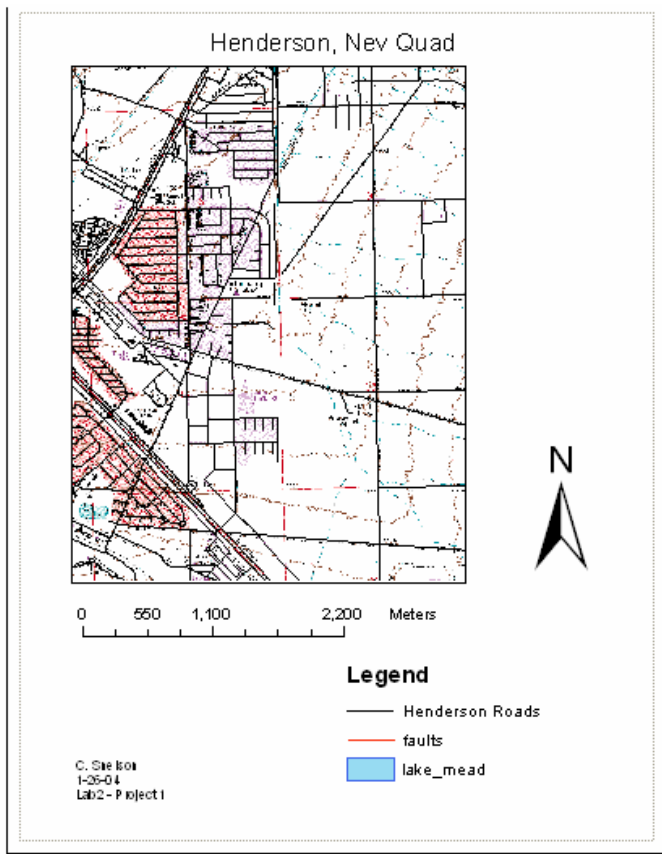 Henderson, Nev Quad
N
0 550 1,100 2,200 Meters
Legend
Henderson Roads
faults
lake_mead
C. Snelson
1-26-04
Lab2 - Project 1